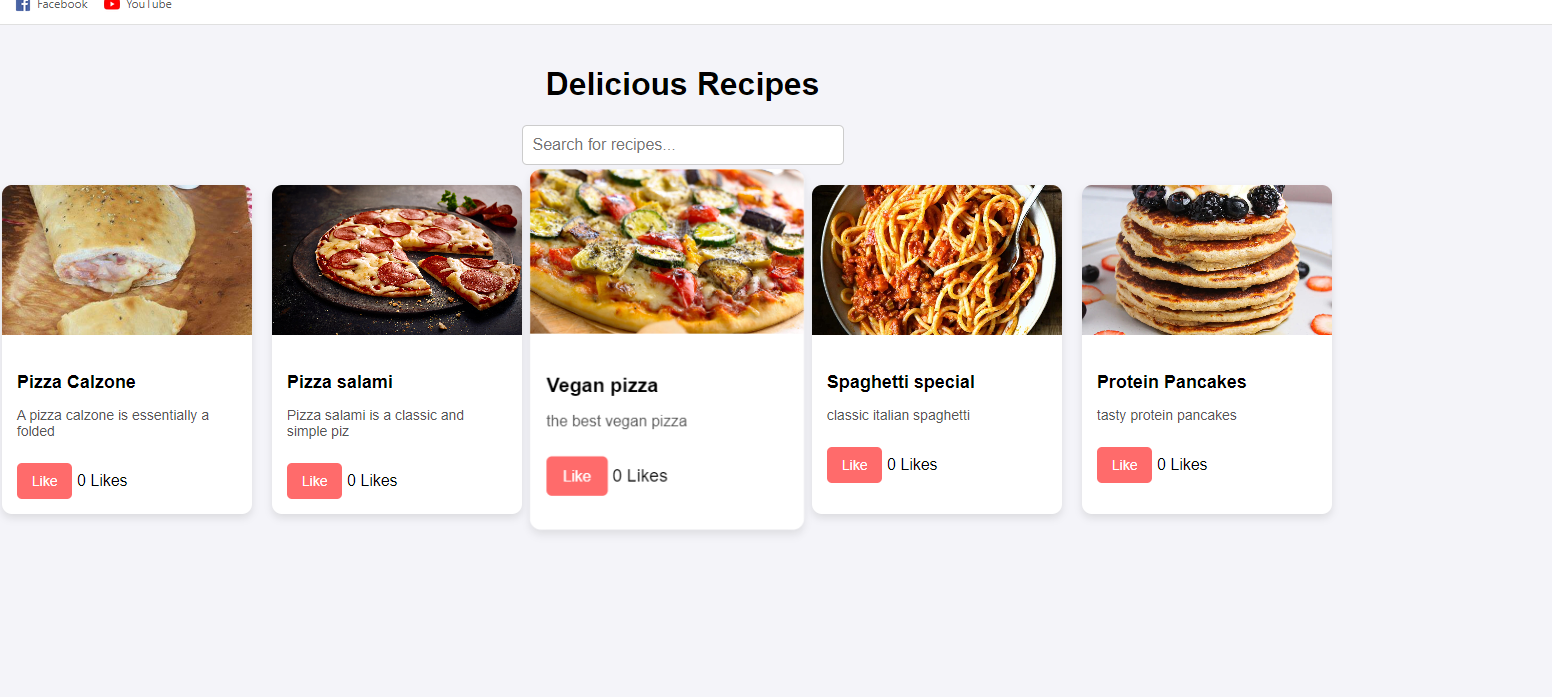 Facebook YouTube
Delicious Recipes
Search for recipes...
Pizza Calzone
A pizza calzone is essentially a
folded
Like 0 Likes
Pizza salami
Pizza salami is a classic and
simple piz
Like 0 Likes
Vegan pizza
the best vegan pizza
Like 0 Likes
Spaghetti special
classic italian spaghetti
Like 0 Likes
Protein Pancakes
tasty protein pancakes
Like 0 Likes